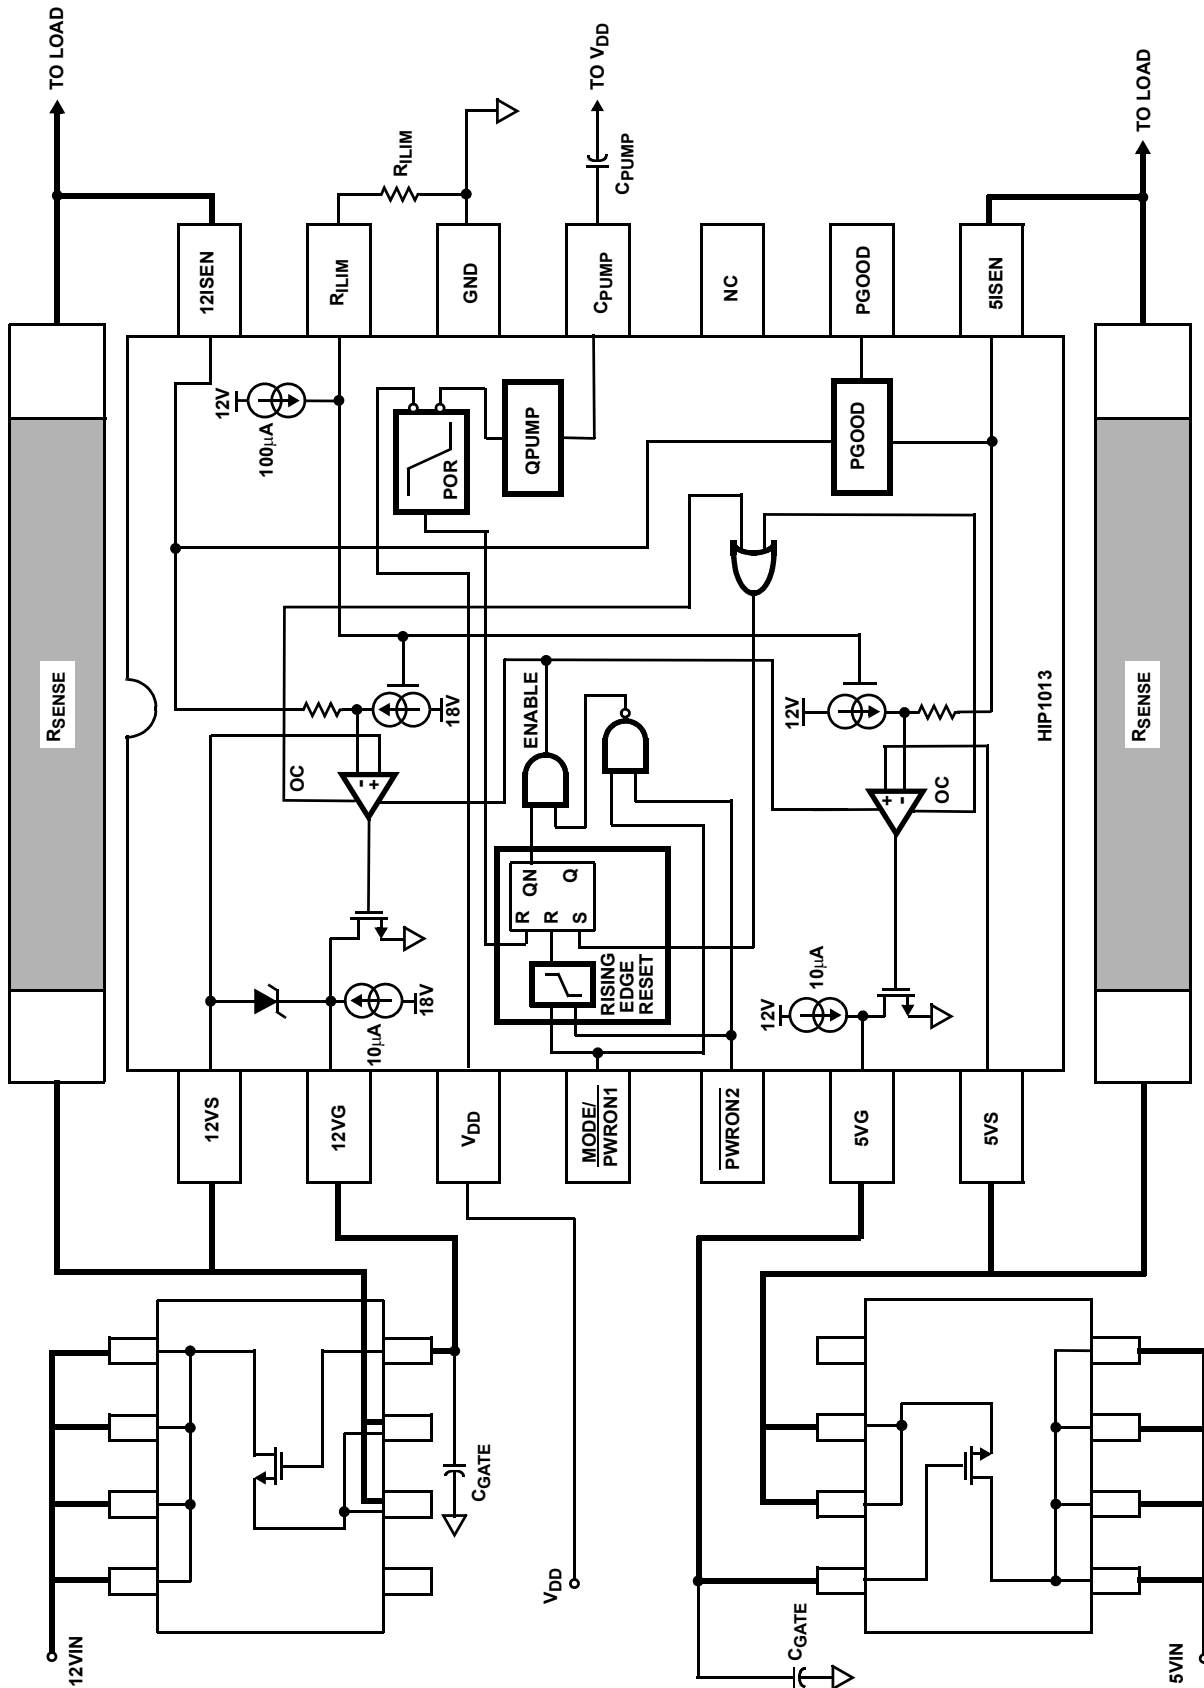 12VIN
RSENSE
TO LOAD
12VS
12ISEN
12V
100µA
OC
12VG
RILIM
RILIM
10µA
18V
18V
POR
VDD
GND
CGATE
QPUMP
ENABLE
QN
Q
R
R
S
VDD
MODE/
PWRON1
CPUMP
TO VDD
CPUMP
RISING
EDGE
RESET
PWRON2
NC
12V
12V
10µA
CGATE
5VG
PGOOD
PGOOD
OC
5VS
5ISEN
HIP1013
RSENSE
TO LOAD
5VIN